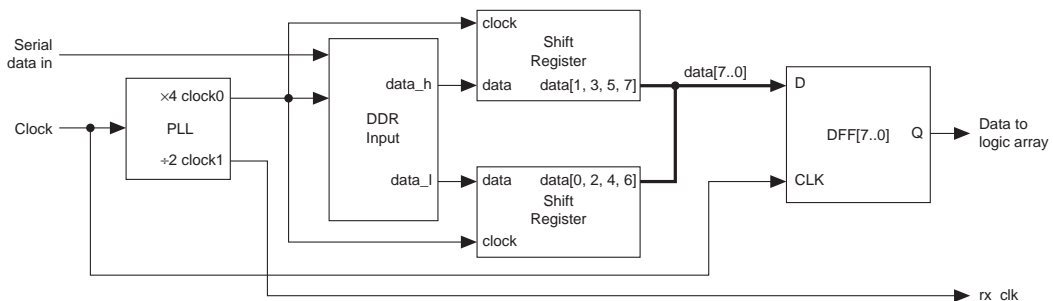 Serial
data in
Clock
×4 clock0
PLL
÷2 clock1
DDR
Input
data_h
data_l
clock
Shift
Register
data
data[1, 3, 5, 7]
data
data[0, 2, 4, 6]
Shift
Register
clock
data[7..0]
D
DFF[7..0]
Q
CLK
Data to
logic array
rx_clk